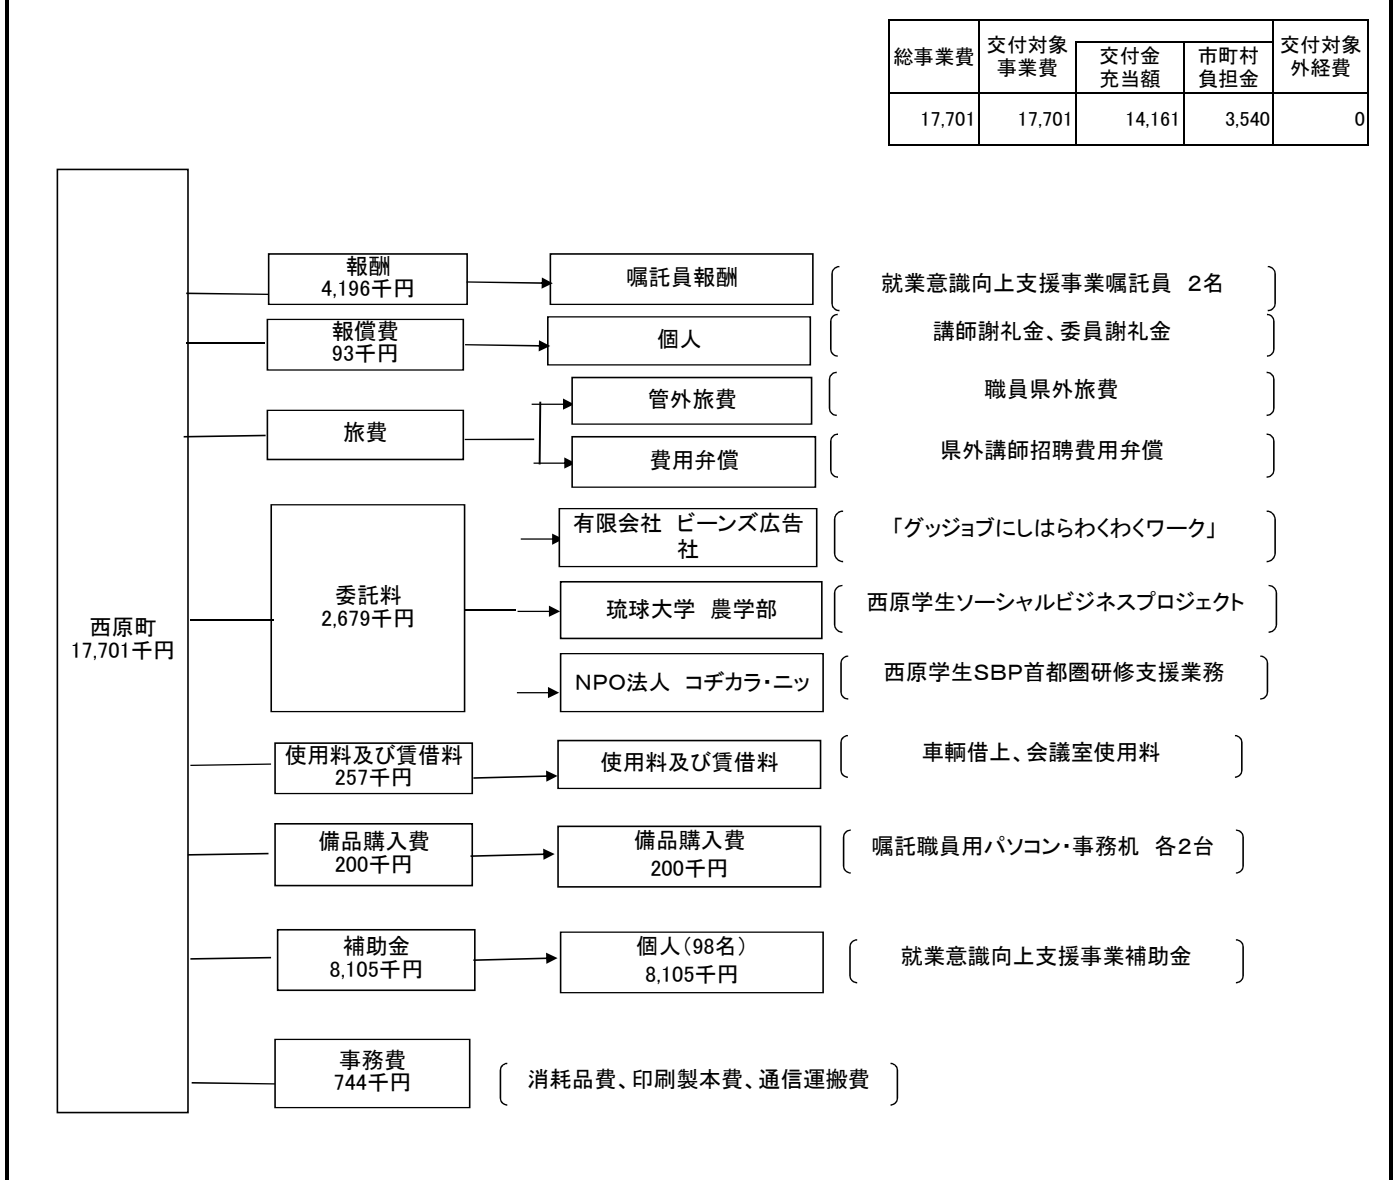 総事業費
交付対象
事業費
交付金
充当額
市町村
負担金
交付対象
外経費
17,701
17,701
14,161
3,540
0
西原町
17,701千円
報酬
4,196千円
嘱託員報酬
就業意識向上支援事業嘱託員　2名
報償費
93千円
個人
講師謝礼金、委員謝礼金
旅費
管外旅費
職員県外旅費
費用弁償
県外講師招聘費用弁償
委託料
2,679千円
有限会社　ビーンズ広告
社
「グッジョブにしはらわくわくワーク」
琉球大学　農学部
西原学生ソーシャルビジネスプロジェクト
NPO法人　コヂカラ・ニッ
西原学生SBP首都圏研修支援業務
使用料及び賃借料
257千円
使用料及び賃借料
車輌借上、会議室使用料
備品購入費
200千円
備品購入費
200千円
嘱託職員用パソコン・事務机　各2台
補助金
8,105千円
個人（98名）
8,105千円
就業意識向上支援事業補助金
事務費
744千円
消耗品費、印刷製本費、通信運搬費